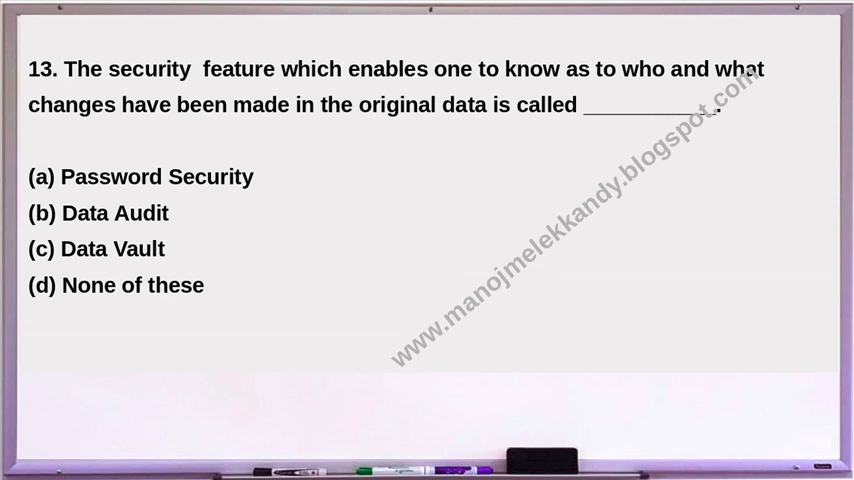 13. The security  feature which enables one to know as to who and what
changes have been made in the original data is called ___________.
(a) Password Security
(b) Data Audit
(c) Data Vault
(d) None of these
www.manojmelekkandy.blogspot.com